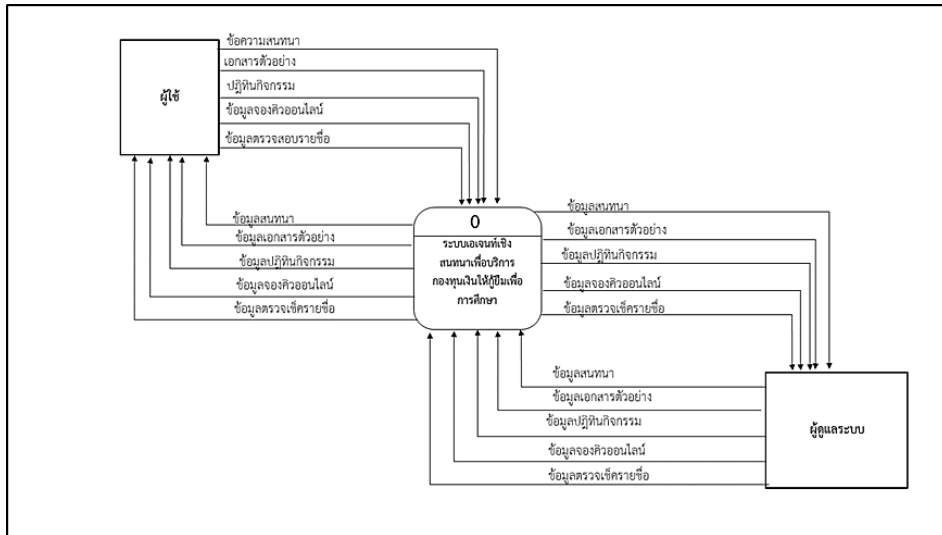 ข้อความสนทนา
เอกสารตัวอย่าง
ปฎิทินกิจกรรม
ข้อมูลจองคิวออนไลน์
ข้อมูลตรวจสอบรายชื่อ
ผู้ใช้
ข้อมูลสนทนา
ข้อมูลเอกสารตัวอย่าง
ข้อมูลปฎิทินกิจกรรม
ข้อมูลจองคิวออนไลน์
ข้อมูลตรวจเช็ครายชื่อ
0
ระบบเอเจนท์เชิง
สนทนาเพื่อบริการ
กองทุนเงินให้กู้ยืมเพื่อ
การศึกษา
ข้อมูลสนทนา
ข้อมูลเอกสารตัวอย่าง
ข้อมูลปฎิทินกิจกรรม
ข้อมูลจองคิวออนไลน์
ข้อมูลตรวจเช็ครายชื่อ
ข้อมูลสนทนา
ข้อมูลเอกสารตัวอย่าง
ข้อมูลปฎิทินกิจกรรม
ข้อมูลจองคิวออนไลน์
ข้อมูลตรวจเช็ครายชื่อ
ผู้ดูแลระบบ